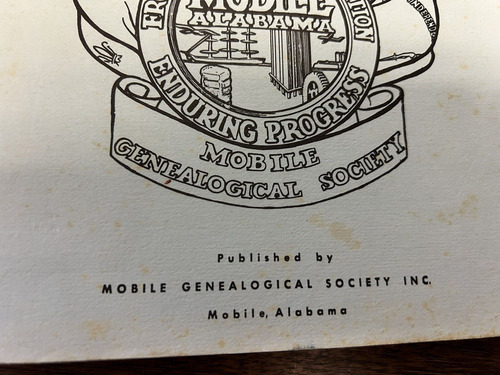 MOBILE
ALABAMA
ENDURING PROGRESS
MOBILE
GENEALOGICAL SOCIETY
Published by
MOBILE GENEALOGICAL SOCIETY INC.
Mobile, Alabama